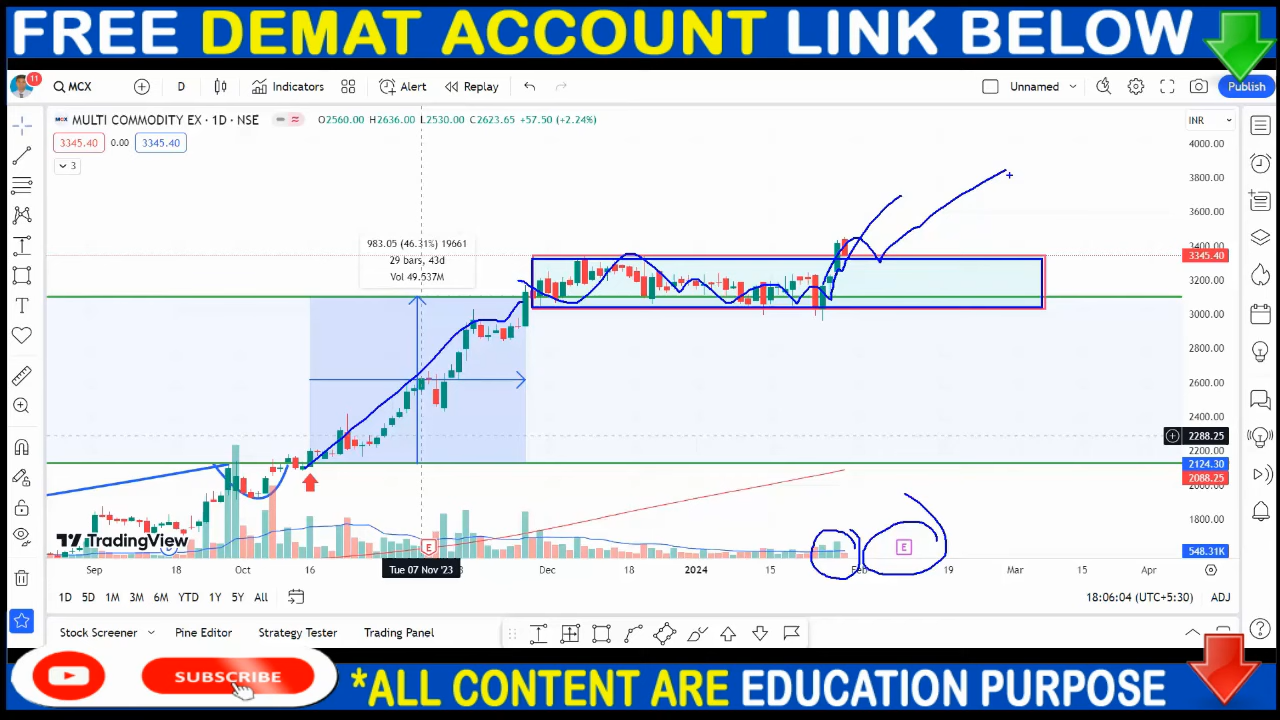 FREE DEMAT ACCOUNT LINK BELOW
11
MCX
D
Indicators
Alert
Replay
Unnamed
Publish
MCX MULTI COMMODITY EX · 1D · NSE
O2560.00 H2636.00 L2530.00 C2623.65 +57.50 (+2.24%)
INR
3345.40 0.00 3345.40
3
4000.00
3800.00
3600.00
3400.00
3345.40
3200.00
3000.00
2800.00
2600.00
2400.00
2288.25
2200.00
2124.30
2088.25
2000.00
1800.00
548.31K
983.05 (46.31%) 19661
29 bars, 43d
Vol 49.537M
TradingView
E
E
Sep 18 Oct 16 Tue 07 Nov '23 Dec 18 2024 15 Feb 19 Mar 15 Apr
1D 5D 1M 3M 6M YTD 1Y 5Y All
18:06:04 (UTC+5:30) ADJ
Stock Screener
Pine Editor
Strategy Tester
Trading Panel
SUBSCRIBE
*ALL CONTENT ARE EDUCATION PURPOSE